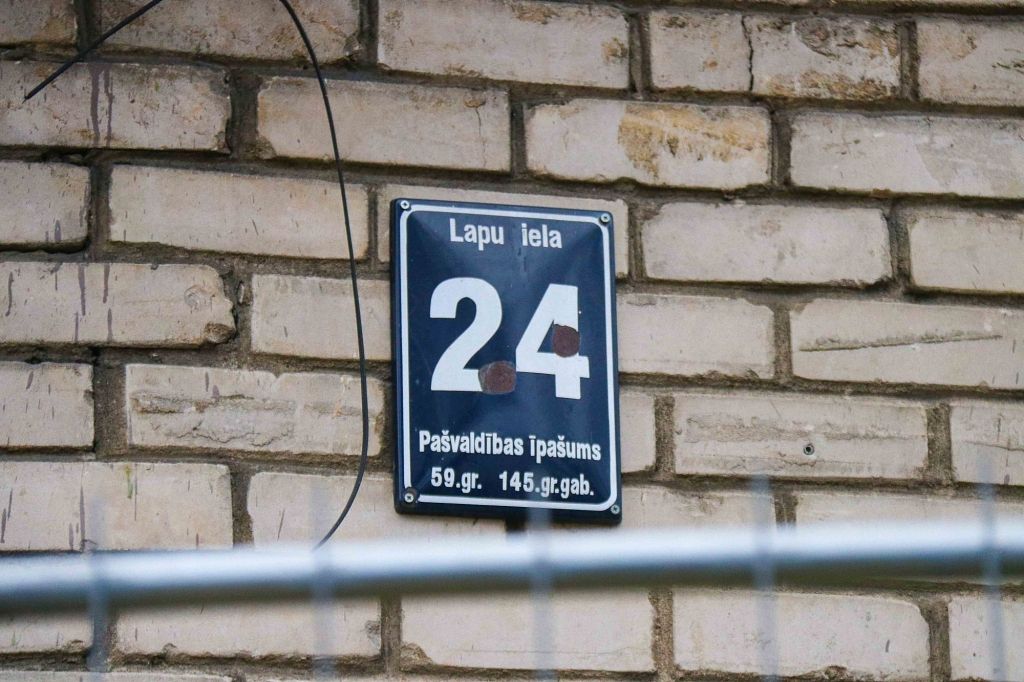 Lapu iela
24
Pašvaldības īpašums
59.gr. 145.gr.gab.